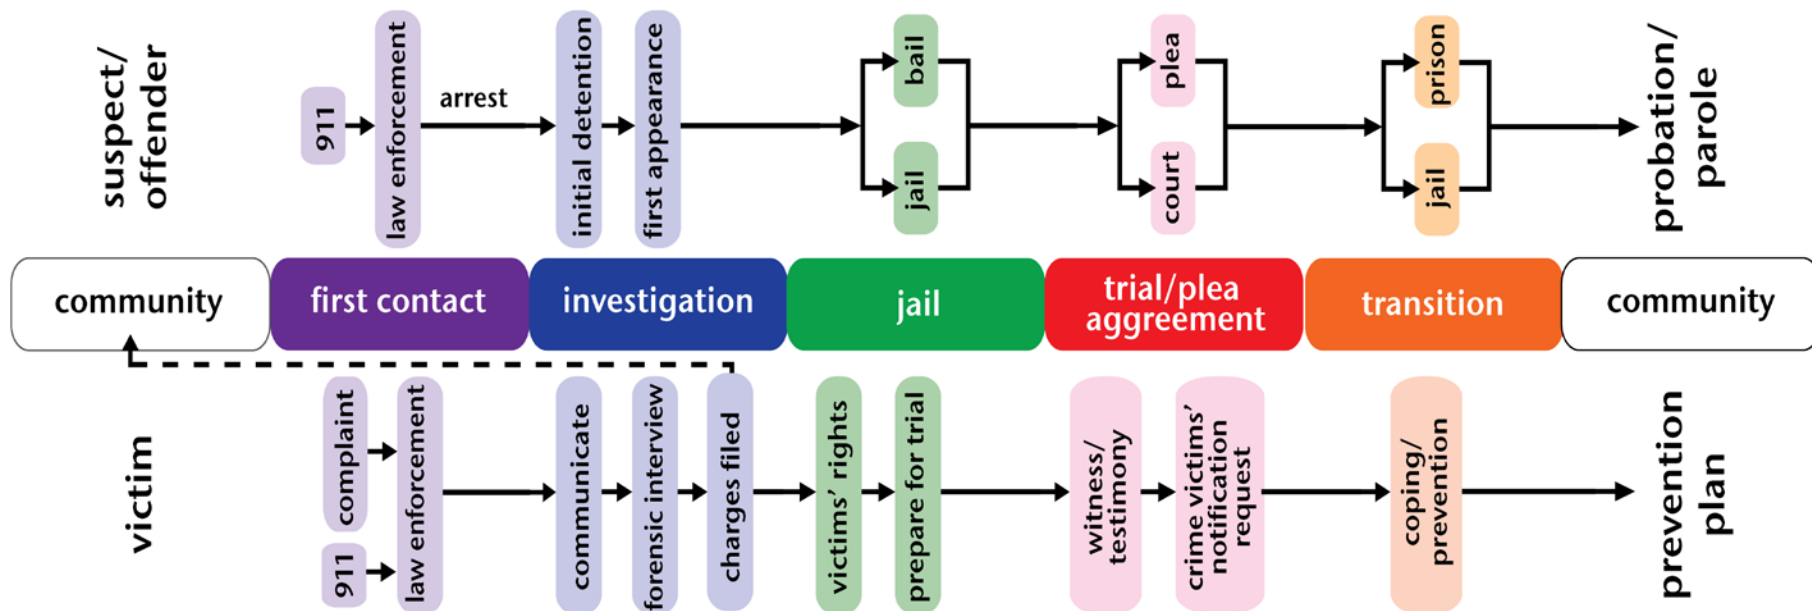 suspect/
offender
911
law enforcement
arrest
initial detention
first appearance
bail
jail
plea
court
prison
jail
probation/
parole
community
first contact
investigation
jail
trial/plea
aggreement
transition
community
victim
complaint
911
law enforcement
communicate
forensic interview
charges filed
victims' rights
prepare for trial
witness/
testimony
crime victims'
notification
request
coping/
prevention
prevention
plan